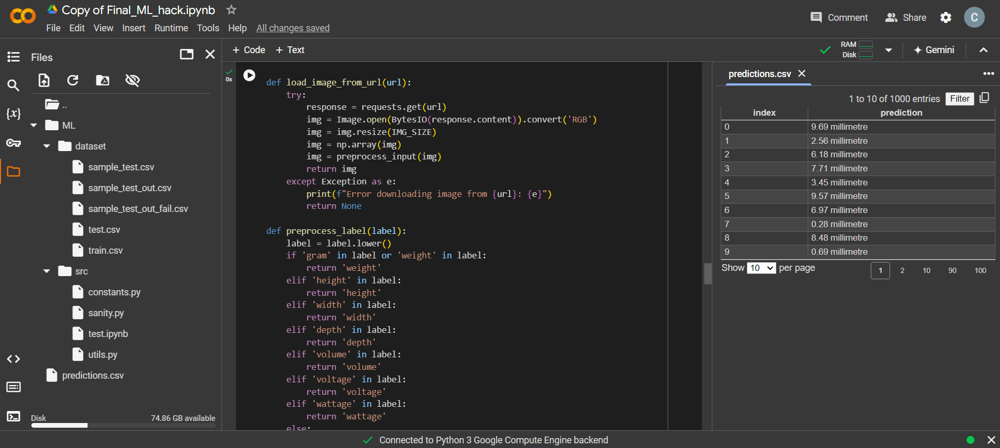 Copy of Final_ML_hack.ipynb
File Edit View Insert Runtime Tools Help All changes saved
Comment Share C
Files
+ Code + Text
RAM
Disk
Gemini
..
ML
dataset
sample_test.csv
sample_test_out.csv
sample_test_out_fail.csv
test.csv
train.csv
src
constants.py
sanity.py
test.ipynb
utils.py
predictions.csv
Disk 74.86 GB available
{x}
0s
def load_image_from_url(url):
try:
response = requests.get(url)
img = Image.open(BytesIO(response.content)).convert('RGB')
img = img.resize(IMG_SIZE)
img = np.array(img)
img = preprocess_input(img)
return img
except Exception as e:
print(f"Error downloading image from {url}: {e}")
return None
def preprocess_label(label):
label = label.lower()
if 'gram' in label or 'weight' in label:
return 'weight'
elif 'height' in label:
return 'height'
elif 'width' in label:
return 'width'
elif 'depth' in label:
return 'depth'
elif 'volume' in label:
return 'volume'
elif 'voltage' in label:
return 'voltage'
elif 'wattage' in label:
return 'wattage'
else:
predictions.csv
1 to 10 of 1000 entries Filter
index prediction
0 9.69 millimetre
1 2.56 millimetre
2 6.18 millimetre
3 7.71 millimetre
4 3.45 millimetre
5 9.57 millimetre
6 6.97 millimetre
7 0.28 millimetre
8 8.48 millimetre
9 0.69 millimetre
Show 10 per page 1 2 10 90 100
Connected to Python 3 Google Compute Engine backend